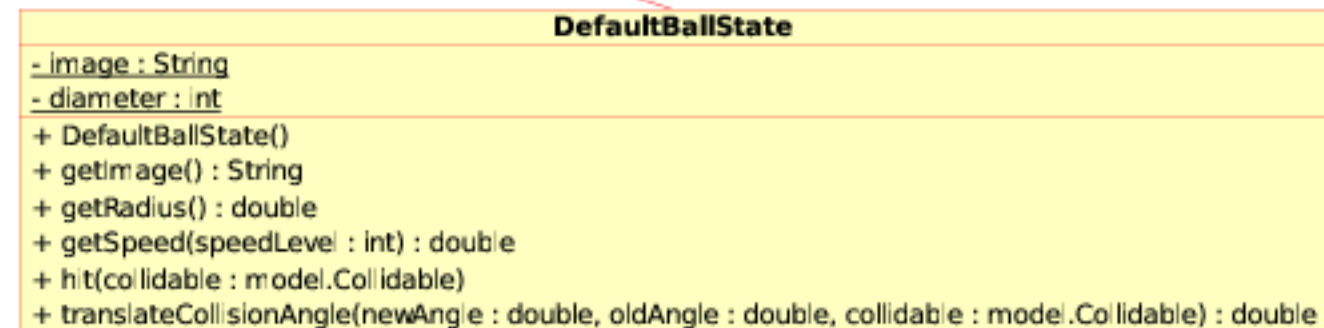 DefaultBallState
- image : String
- diameter : int
+ DefaultBallState()
+ getImage() : String
+ getRadius() : double
+ getSpeed(speedLevel : int) : double
+ hit(collidable : model.Collidable)
+ translateCollisionAngle(newAngle : double, oldAngle : double, collidable : model.Collidable) : double